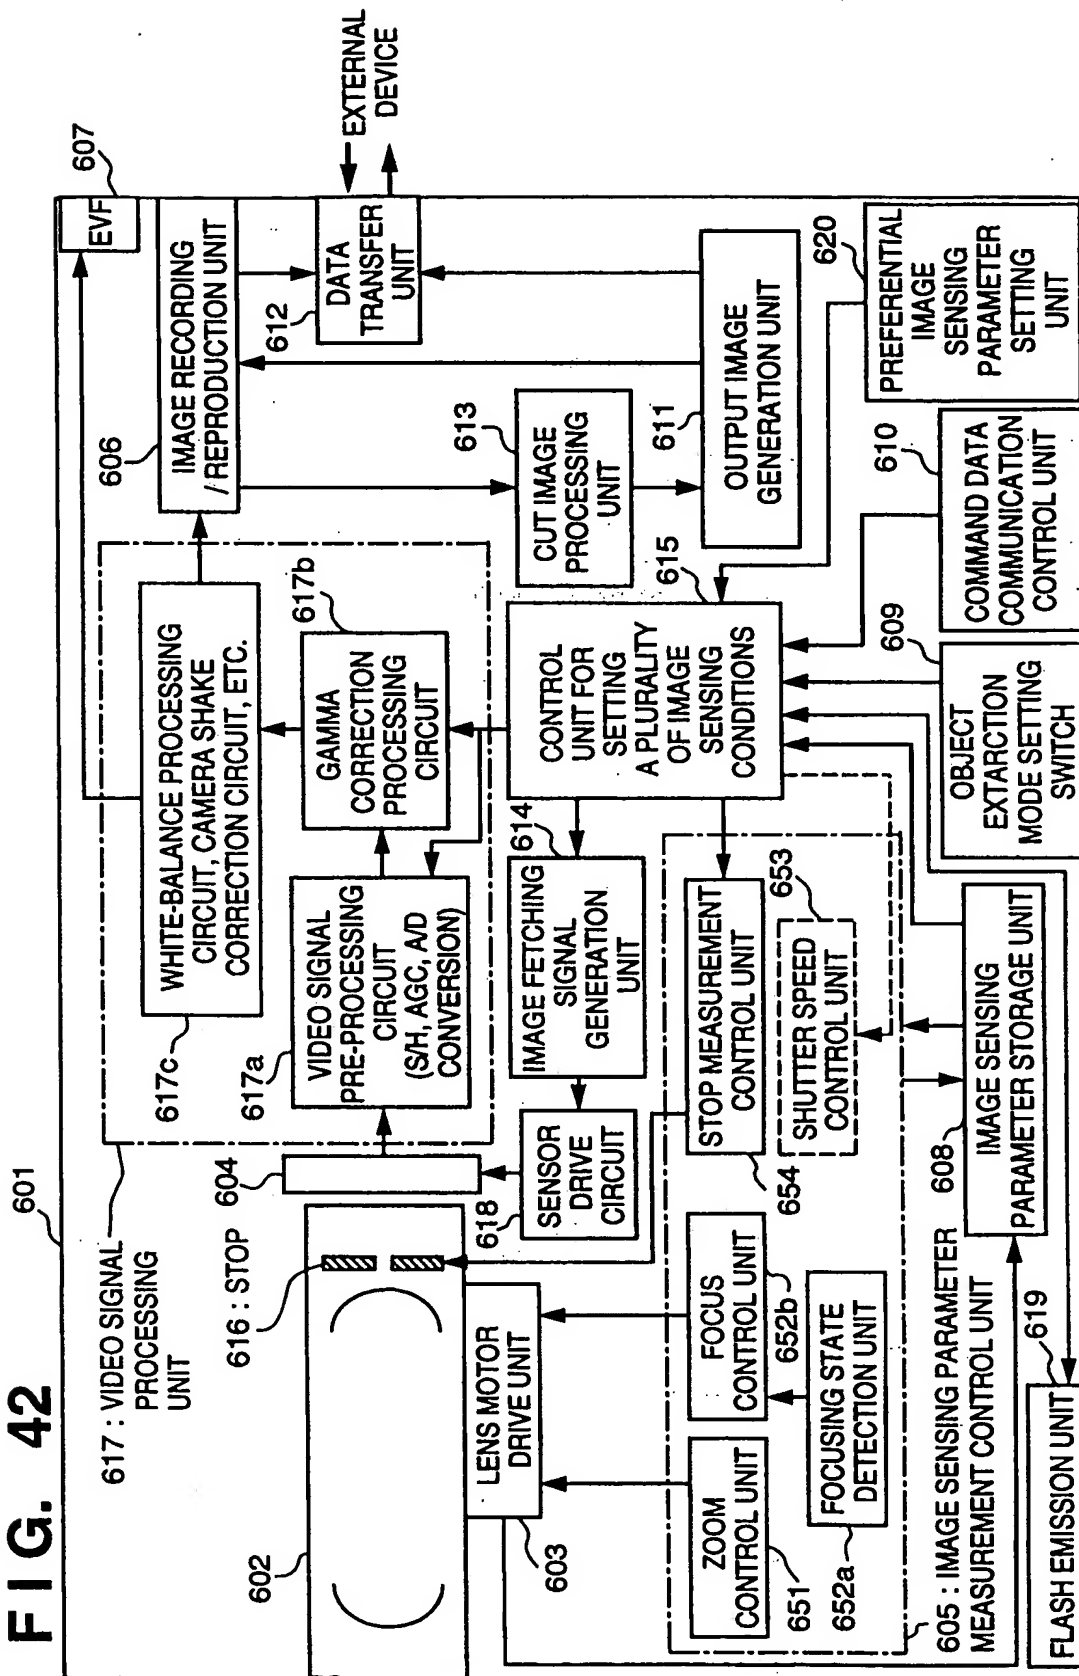 FIG. 42
601
617 : VIDEO SIGNAL
PROCESSING
UNIT
617c
WHITE-BALANCE PROCESSING
CIRCUIT, CAMERA SHAKE
CORRECTION CIRCUIT, ETC.
607
EVF
606
IMAGE RECORDING
/ REPRODUCTION UNIT
EXTERNAL
DEVICE
612
DATA
TRANSFER
UNIT
602
616 : STOP
604
617a
VIDEO SIGNAL
PRE-PROCESSING
CIRCUIT
(S/H, AGC, A/D
CONVERSION)
617b
GAMMA
CORRECTION
PROCESSING
CIRCUIT
613
CUT IMAGE
PROCESSING
UNIT
603
LENS MOTOR
DRIVE UNIT
618
SENSOR
DRIVE
CIRCUIT
614
IMAGE FETCHING
SIGNAL
GENERATION
UNIT
615
CONTROL
UNIT FOR
SETTING
A PLURALITY
OF IMAGE
SENSING
CONDITIONS
611
OUTPUT IMAGE
GENERATION UNIT
651
ZOOM
CONTROL UNIT
652b
FOCUS
CONTROL UNIT
652a
FOCUSING STATE
DETECTION UNIT
654
STOP MEASUREMENT
CONTROL UNIT
653
SHUTTER SPEED
CONTROL UNIT
605 : IMAGE SENSING PARAMETER
MEASUREMENT CONTROL UNIT
608
IMAGE SENSING
PARAMETER STORAGE UNIT
609
OBJECT
EXTARCTION
MODE SETTING
SWITCH
610
COMMAND DATA
COMMUNICATION
CONTROL UNIT
620
PREFERENTIAL
IMAGE
SENSING
PARAMETER
SETTING
UNIT
619
FLASH EMISSION UNIT